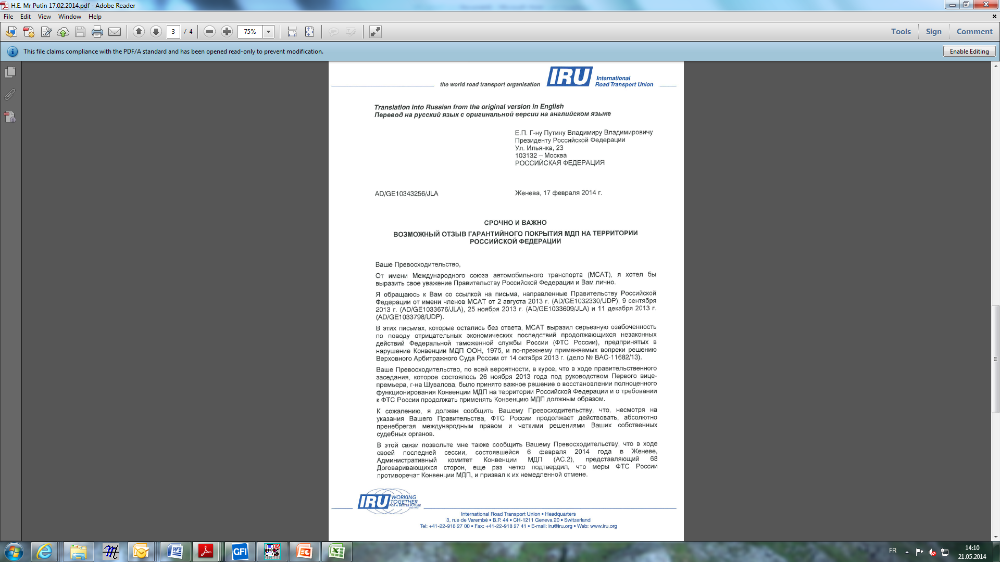 H.E. Mr Putin 17.02.2014.pdf - Adobe Reader
File Edit View Window Help
3 / 4 75% Tools Sign Comment
This file claims compliance with the PDF/A standard and has been opened read-only to prevent modification. Enable Editing
the world road transport organisation IRU International
Road Transport Union
Translation into Russian from the original version in English
Перевод на русский язык с оригинальной версии на английском языке
Е.П. Г-ну Путину Владимиру Владимировичу
Президенту Российской Федерации
Ул. Ильянка, 23
103132 – Москва
РОССИЙСКАЯ ФЕДЕРАЦИЯ
AD/GE10343256/JLA Женева, 17 февраля 2014 г.
СРОЧНО И ВАЖНО
ВОЗМОЖНЫЙ ОТЗЫВ ГАРАНТИЙНОГО ПОКРЫТИЯ МДП НА ТЕРРИТОРИИ
РОССИЙСКОЙ ФЕДЕРАЦИИ
Ваше Превосходительство,
От имени Международного союза автомобильного транспорта (МСАТ), я хотел бы
выразить свое уважение Правительству Российской Федерации и Вам лично.
Я обращаюсь к Вам со ссылкой на письма, направленные Правительству Российской
Федерации от имени членов МСАТ от 2 августа 2013 г. (AD/GE1032330/UDP), 9 сентября
2013 г. (AD/GE1033676/JLA), 25 ноября 2013 г. (AD/GE1033609/JLA) и 11 декабря 2013 г.
(AD/GE1033798/UDP).
В этих письмах, которые остались без ответа, МСАТ выразил серьезную озабоченность
по поводу отрицательных экономических последствий продолжающихся незаконных
действий Федеральной таможенной службы России (ФТС России), предпринятых в
нарушение Конвенции МДП ООН, 1975, и по-прежнему применяемых вопреки решению
Верховного Арбитражного Суда России от 14 октября 2013 г. (дело № ВАС-11682/13).
Ваше Превосходительство, по всей вероятности, в курсе, что в ходе правительственного
заседания, которое состоялось 26 ноября 2013 года под руководством Первого вице-
премьера, г-на Шувалова, было принято важное решение о восстановлении полноценного
функционирования Конвенции МДП на территории Российской Федерации и о требовании
к ФТС России продолжать применять Конвенцию МДП должным образом.
К сожалению, я должен сообщить Вашему Превосходительству, что, несмотря на
указания Вашего Правительства, ФТС России продолжает действовать, абсолютно
пренебрегая международным правом и четкими решениями Ваших собственных
судебных органов.
В этой связи позвольте мне также сообщить Вашему Превосходительству, что в ходе
своей последней сессии, состоявшейся 6 февраля 2014 года в Женеве,
Административный комитет Конвенции МДП (АС.2), представляющий 68
Договаривающихся сторон, еще раз четко подтвердил, что меры ФТС России
противоречат Конвенции МДП, и призвал к их немедленной отмене.
IRU WORKING
TOGETHER
FOR A BETTER FUTURE
since 1948
International Road Transport Union • Headquarters
3, rue de Varembé • B.P. 44 • CH-1211 Geneva 20 • Switzerland
Tel: +41-22-918 27 00 • Fax: +41-22-918 27 41 • E-mail: iru@iru.org • Web: www.iru.org
GFI
FR 14:10
21.05.2014